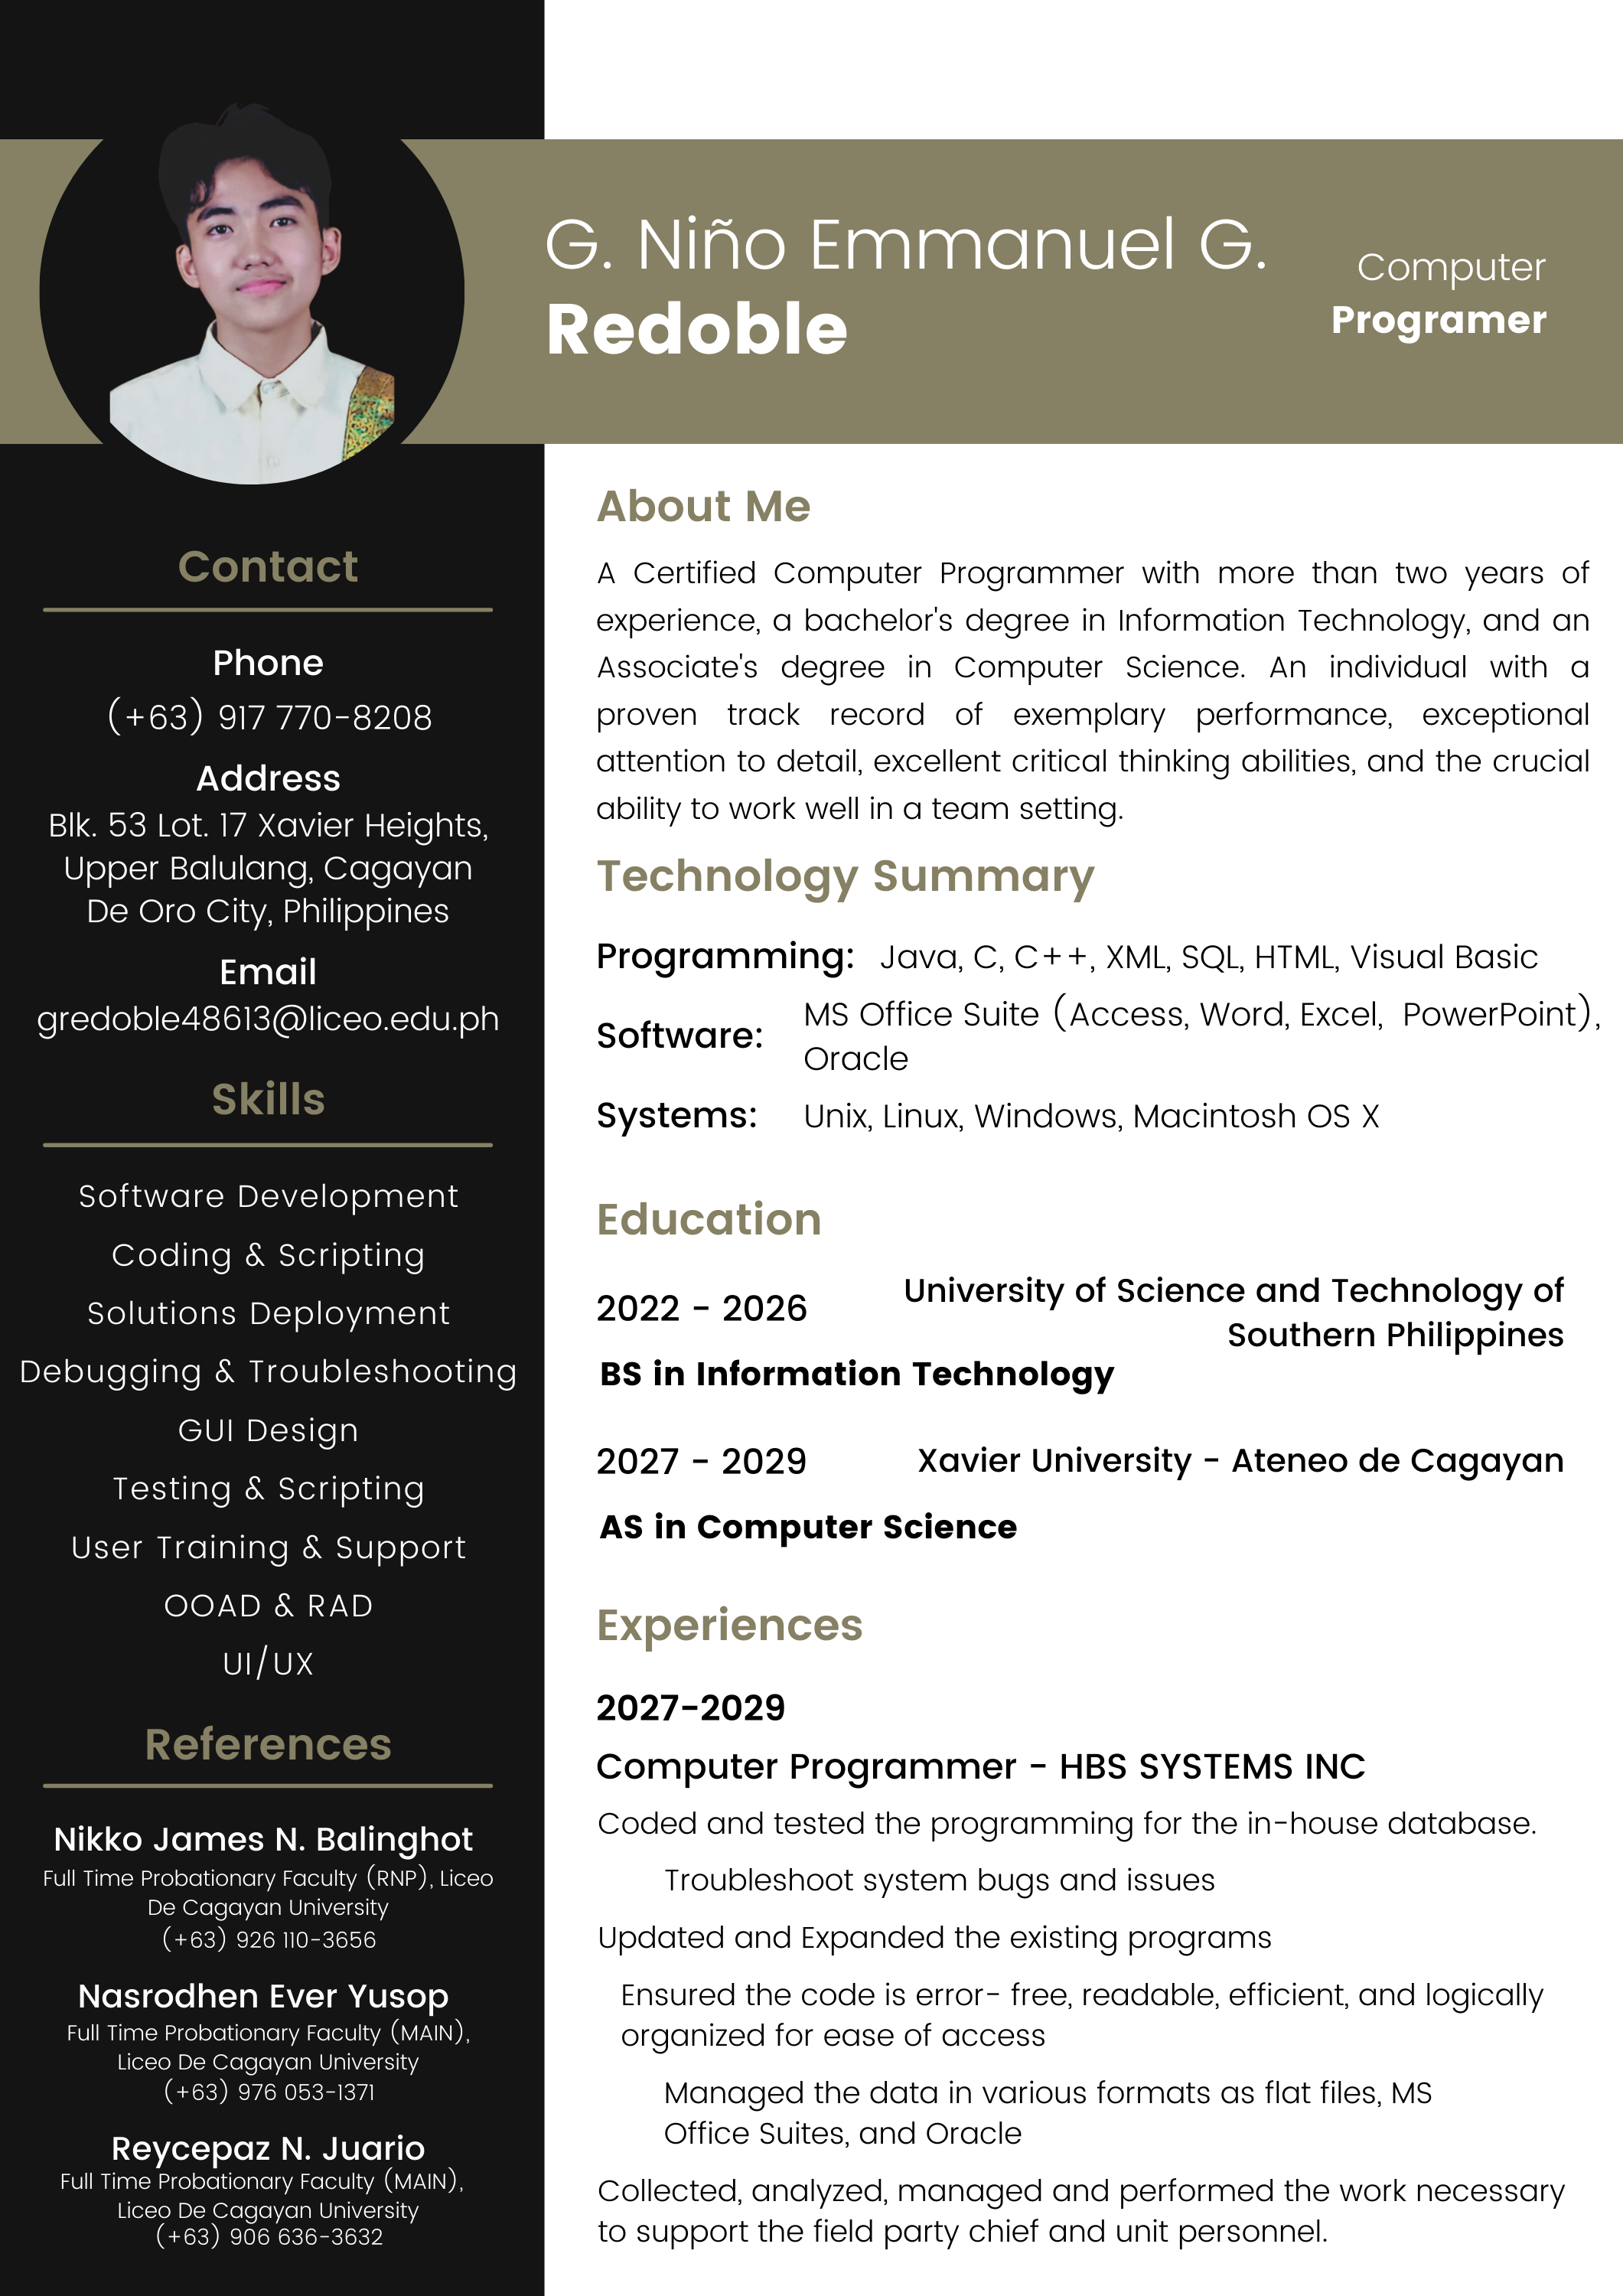 G. Niño Emmanuel G.
Redoble
Computer
Programer
Contact
Phone
(+63) 917 770-8208
Address
Blk. 53 Lot. 17 Xavier Heights,
Upper Balulang, Cagayan
De Oro City, Philippines
Email
gredoble48613@liceo.edu.ph
Skills
Software Development
Coding & Scripting
Solutions Deployment
Debugging & Troubleshooting
GUI Design
Testing & Scripting
User Training & Support
OOAD & RAD
UI/UX
References
Nikko James N. Balinghot
Full Time Probationary Faculty (RNP), Liceo
De Cagayan University
(+63) 926 110-3656
Nasrodhen Ever Yusop
Full Time Probationary Faculty (MAIN),
Liceo De Cagayan University
(+63) 976 053-1371
Reycepaz N. Juario
Full Time Probationary Faculty (MAIN),
Liceo De Cagayan University
(+63) 906 636-3632
About Me
A Certified Computer Programmer with more than two years of
experience, a bachelor's degree in Information Technology, and an
Associate's degree in Computer Science. An individual with a
proven track record of exemplary performance, exceptional
attention to detail, excellent critical thinking abilities, and the crucial
ability to work well in a team setting.
Technology Summary
Programming: Java, C, C++, XML, SQL, HTML, Visual Basic
Software: MS Office Suite (Access, Word, Excel, PowerPoint),
Oracle
Systems: Unix, Linux, Windows, Macintosh OS X
Education
2022 - 2026 University of Science and Technology of
Southern Philippines
BS in Information Technology
2027 - 2029 Xavier University - Ateneo de Cagayan
AS in Computer Science
Experiences
2027-2029
Computer Programmer - HBS SYSTEMS INC
Coded and tested the programming for the in-house database.
Troubleshoot system bugs and issues
Updated and Expanded the existing programs
Ensured the code is error- free, readable, efficient, and logically
organized for ease of access
Managed the data in various formats as flat files, MS
Office Suites, and Oracle
Collected, analyzed, managed and performed the work necessary
to support the field party chief and unit personnel.